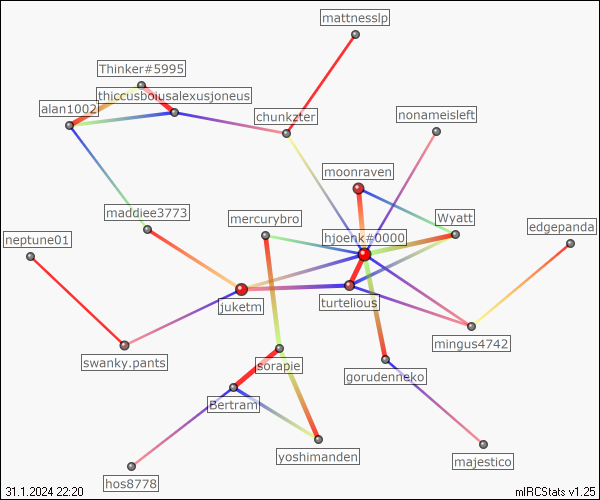 mattnesslp
Thinker#5995
thiccusboiusalexusjoneus
alan1002
chunkzter
nonameisleft
moonraven
maddiee3773
mercurybro
Wyatt
edgepanda
neptune01
hjoenk#0000
juketm
turtelious
mingus4742
swanky.pants
sorapie
gorudenneko
Bertram
yoshimanden
majestico
hos8778
31.1.2024 22:20
mIRCStats v1.25